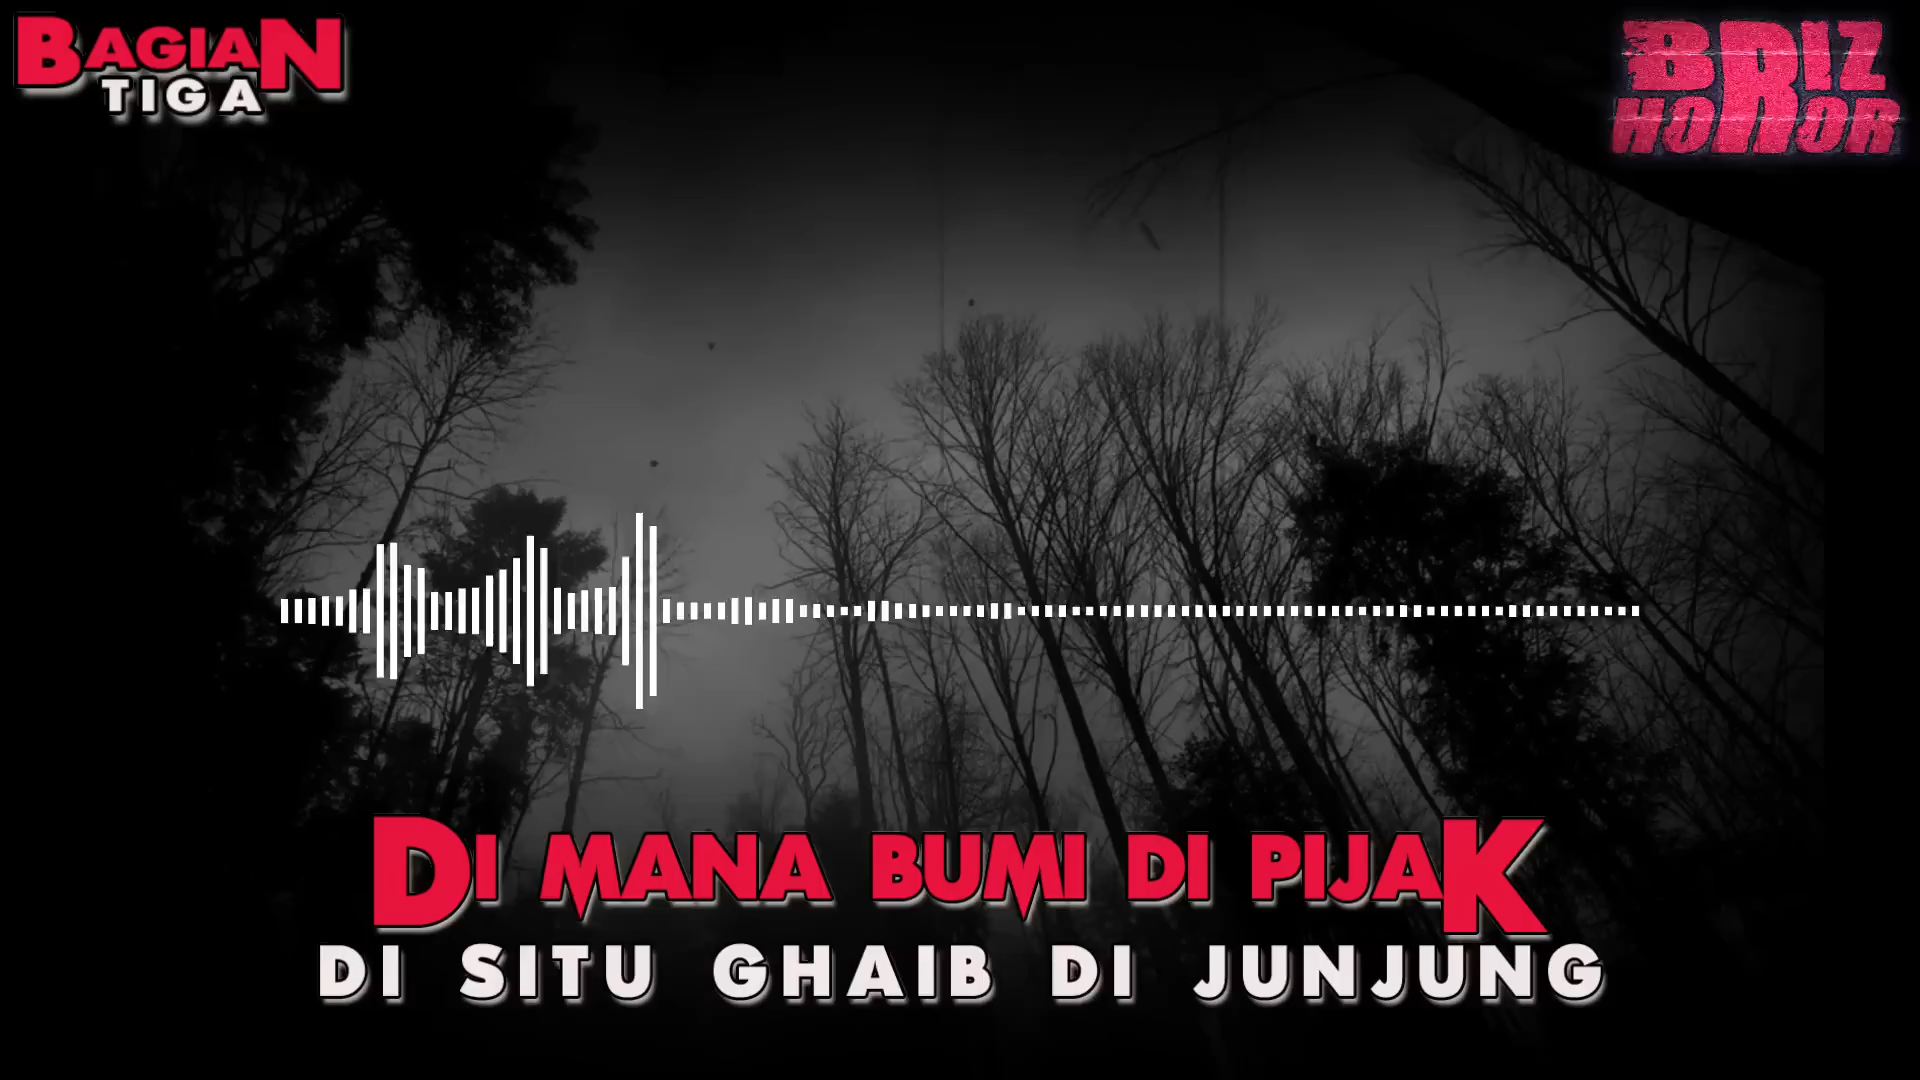 BAGIAN
TIGA
BRIZ
HORROR
DI MANA BUMI DI PIJAK
DI SITU GHAIB DI JUNJUNG